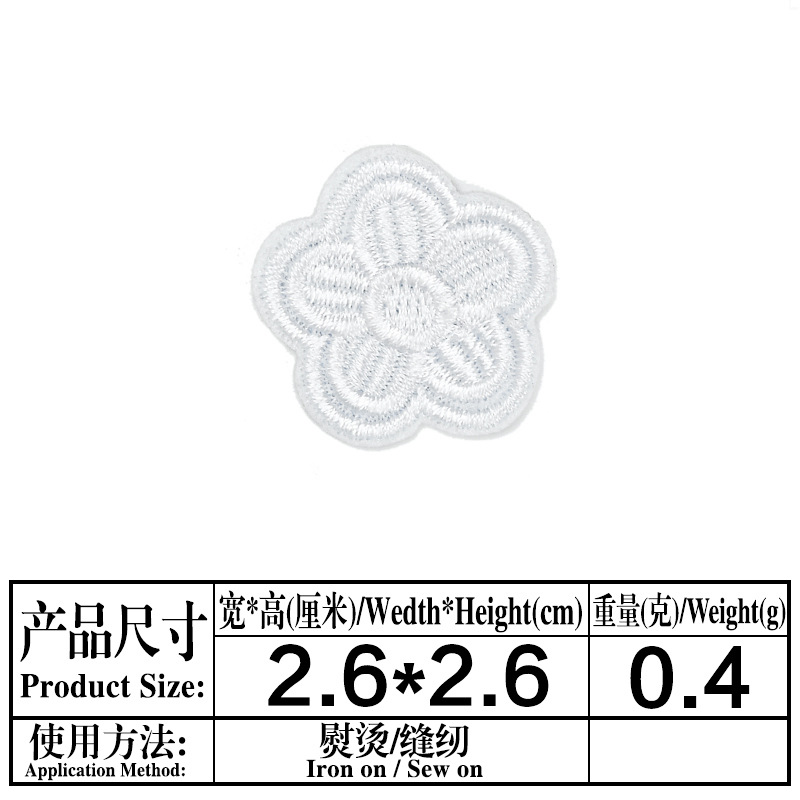 产品尺寸
Product Size:
宽*高(厘米)/Wedth*Height(cm)
重量(克)/Weight(g)
2.6*2.6
0.4
使用方法:
Application Method:
熨烫/缝纫
Iron on / Sew on